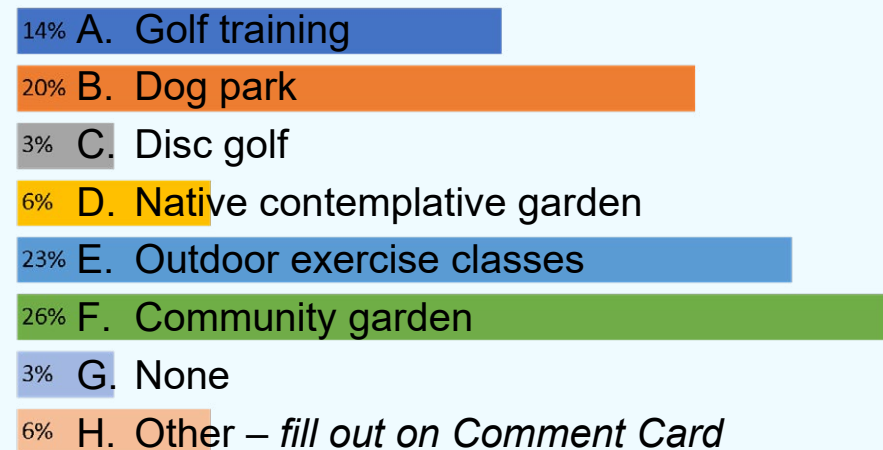 14% A. Golf training
20% B. Dog park
3% C. Disc golf
6% D. Native contemplative garden
23% E. Outdoor exercise classes
26% F. Community garden
3% G. None
6% H. Other – fill out on Comment Card